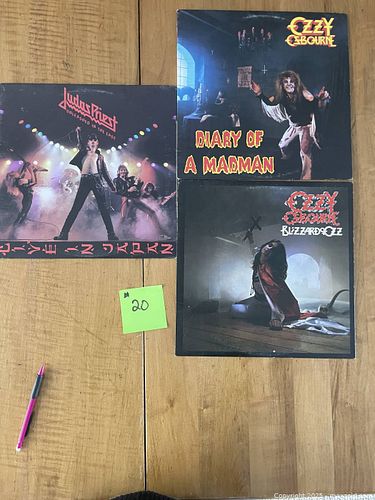 Judas Priest
UNLEASHED IN THE EAST
LIVE IN JAPAN
OZZY
OSBOURNE
DIARY OF
A MADMAN
OZZY
OSBOURNE
BLIZZARD OF OZZ
20